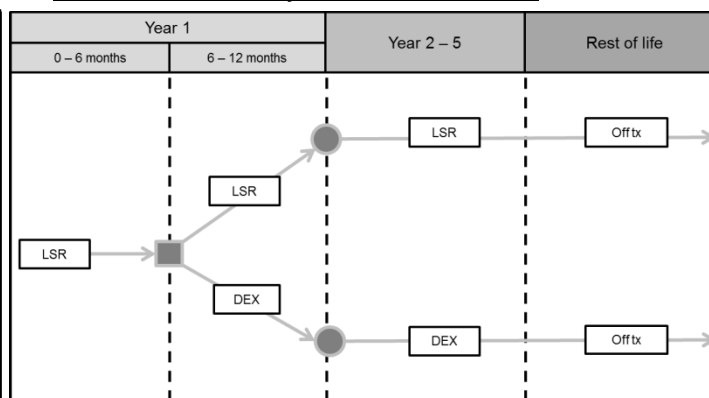 Year 1
Year 2 – 5
Rest of life
0 – 6 months
6 – 12 months
LSR
Off tx
LSR
LSR
DEX
DEX
Off tx